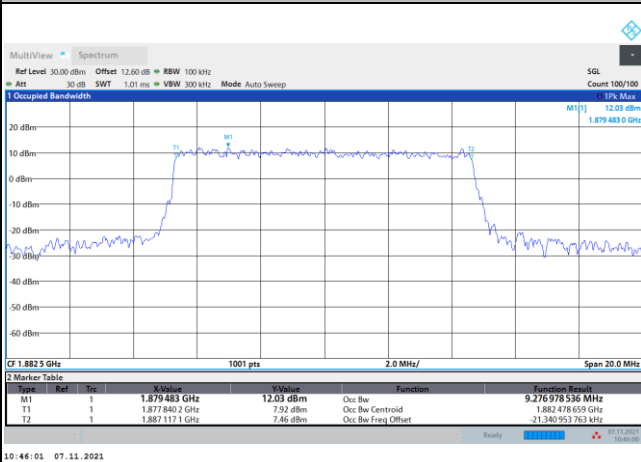 MultiView Spectrum
Ref Level 30.00 dBm Offset 12.60 dB RBW 100 kHz SGL
Att 30 dB SWT 1.01 ms VBW 300 kHz Mode Auto Sweep Count 100/100
1 Occupied Bandwidth 1Pk Max
M1[1] 12.03 dBm
1.879 483 0 GHz
20 dBm
M1
T1 T2
10 dBm
0 dBm
-10 dBm
-20 dBm
-30 dBm
-40 dBm
-50 dBm
-60 dBm
CF 1.882 5 GHz 1001 pts 2.0 MHz/ Span 20.0 MHz
2 Marker Table
Type Ref Trc X-Value Y-Value Function Function Result
M1 1 1.879 483 GHz 12.03 dBm Occ Bw 9.276 978 536 MHz
T1 1 1.877 840 2 GHz 7.92 dBm Occ Bw Centroid 1.882 478 659 GHz
T2 1 1.887 117 1 GHz 7.46 dBm Occ Bw Freq Offset -21.340 953 763 kHz
Ready 07.11.2021
10:46:00
10:46:01 07.11.2021